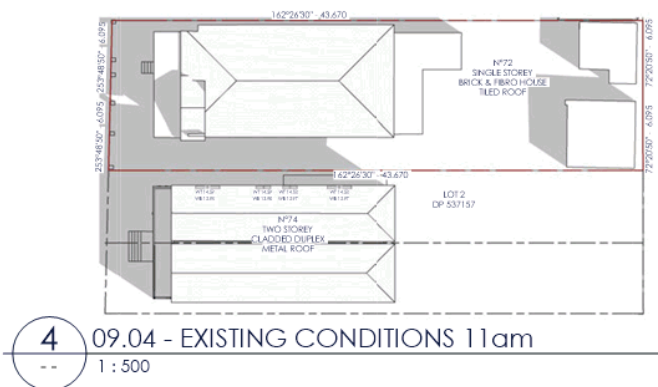 162°26'30" - 43.670
253°48'50" - 6.095
253°48'50" - 6.095
72°20'50" - 6.095
72°20'50" - 6.095
N°72
SINGLE STOREY
BRICK & FIBRO HOUSE
TILED ROOF
162°26'30" - 43.670
LOT 2
DP 537157
N°74
TWO STOREY
CLADDED DUPLEX
METAL ROOF
4
09.04 - EXISTING CONDITIONS 11am
--
1 : 500